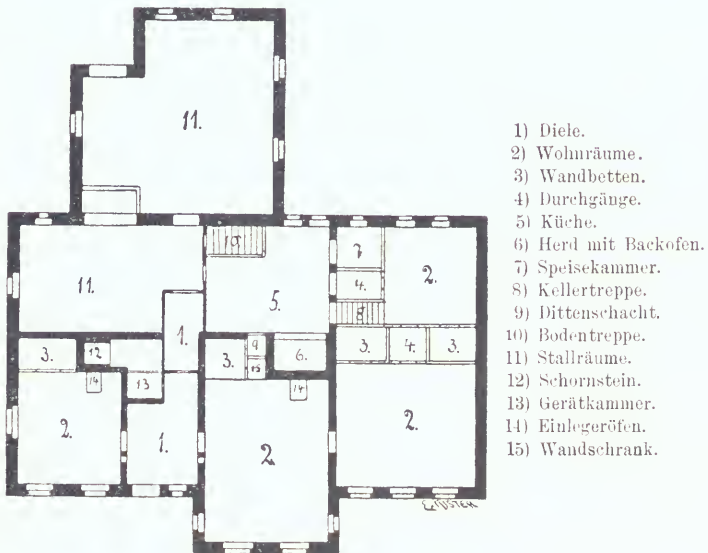 11.
10
7
11.
1.
5.
4.
2.
8
3.
12
3.
9
15
6.
3.
4.
3.
14
13
14
2.
1.
2
2.
1) Diele.
2) Wohnräume.
3) Wandbetten.
4) Durchgänge.
5) Küche.
6) Herd mit Backofen.
7) Speisekammer.
8) Kellertreppe.
9) Dittenschacht.
10) Bodentreppe.
11) Stallräume.
12) Schornstein.
13) Gerätkammer.
14) Einlegeröfen.
15) Wandschrank.